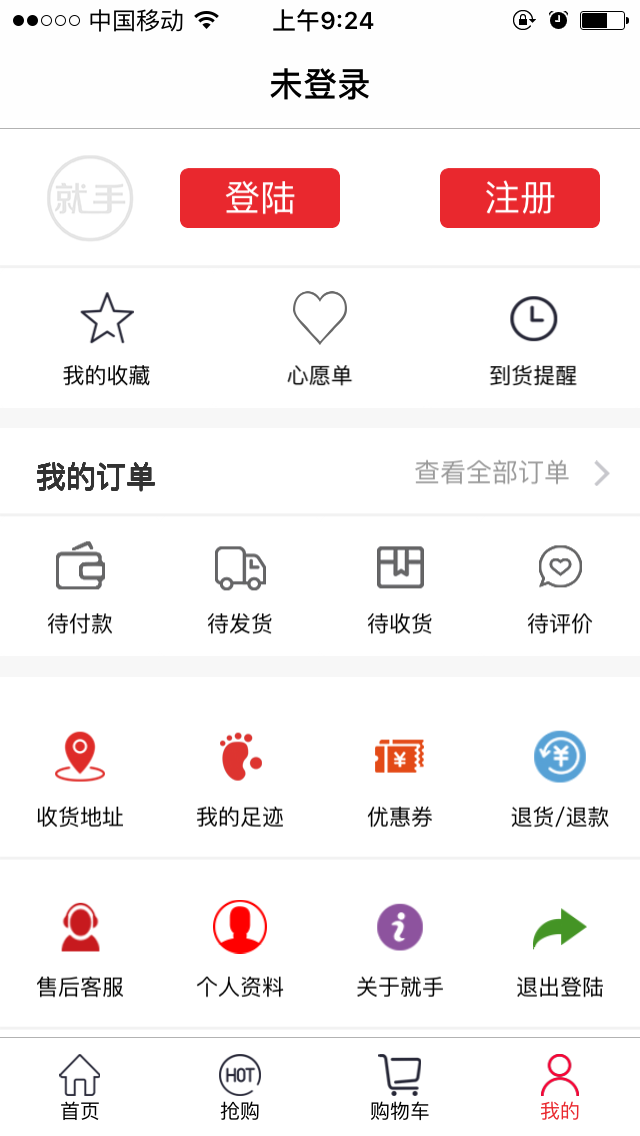 中国移动 上午9:24
未登录
就手 登陆 注册
我的收藏 心愿单 到货提醒
我的订单 查看全部订单
待付款 待发货 待收货 待评价
¥ ¥
收货地址 我的足迹 优惠券 退货/退款
i
售后客服 个人资料 关于就手 退出登陆
HOT
首页 抢购 购物车 我的